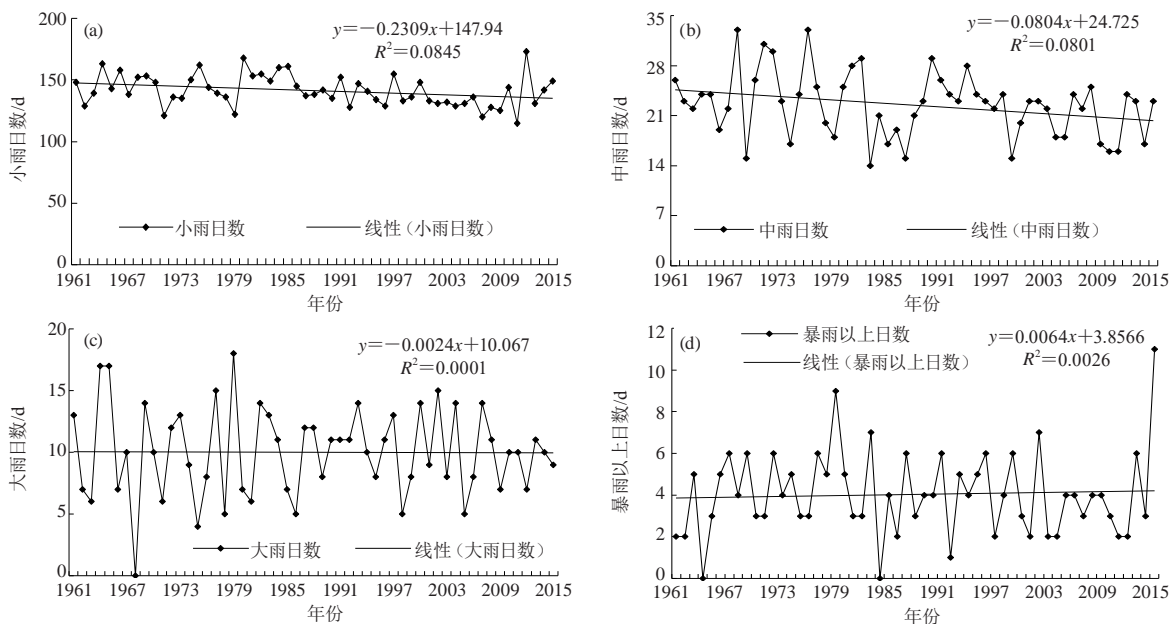 (a)
y=−0.2309x+147.94
R²=0.0845
小雨日数/d
200
150
100
50
0
小雨日数
线性（小雨日数）
1961 1967 1973 1979 1985 1991 1997 2003 2009 2015
年份
(b)
y=−0.0804x+24.725
R²=0.0801
中雨日数/d
35
28
21
14
7
0
中雨日数
线性（中雨日数）
1961 1967 1973 1979 1985 1991 1997 2003 2009 2015
年份
(c)
y=−0.0024x+10.067
R²=0.0001
大雨日数/d
20
15
10
5
0
大雨日数
线性（大雨日数）
1961 1967 1973 1979 1985 1991 1997 2003 2009 2015
年份
暴雨以上日数
线性（暴雨以上日数）
(d)
y=0.0064x+3.8566
R²=0.0026
暴雨以上日数/d
12
10
8
6
4
2
0
1961 1967 1973 1979 1985 1991 1997 2003 2009 2015
年份